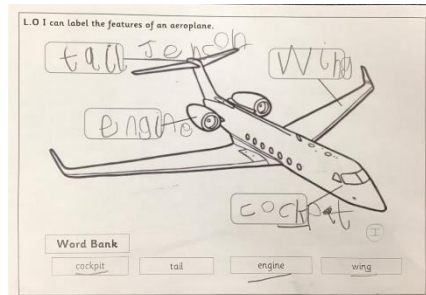 L.O I can label the features of an aeroplane.
tail
Wing
engine
cockpit
I
Word Bank
cockpit tail engine wing